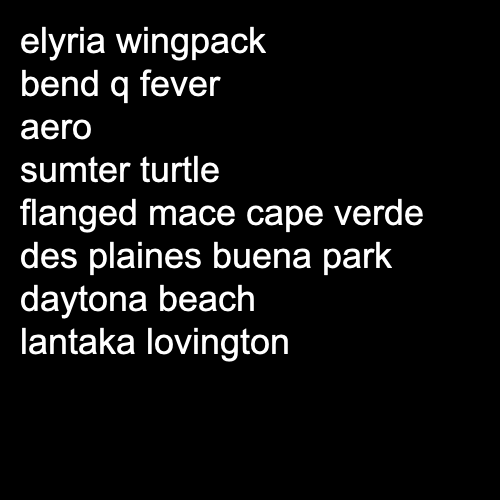 elyria wingpack
bend q fever
aero
sumter turtle
flanged mace cape verde
des plaines buena park
daytona beach
lantaka lovington